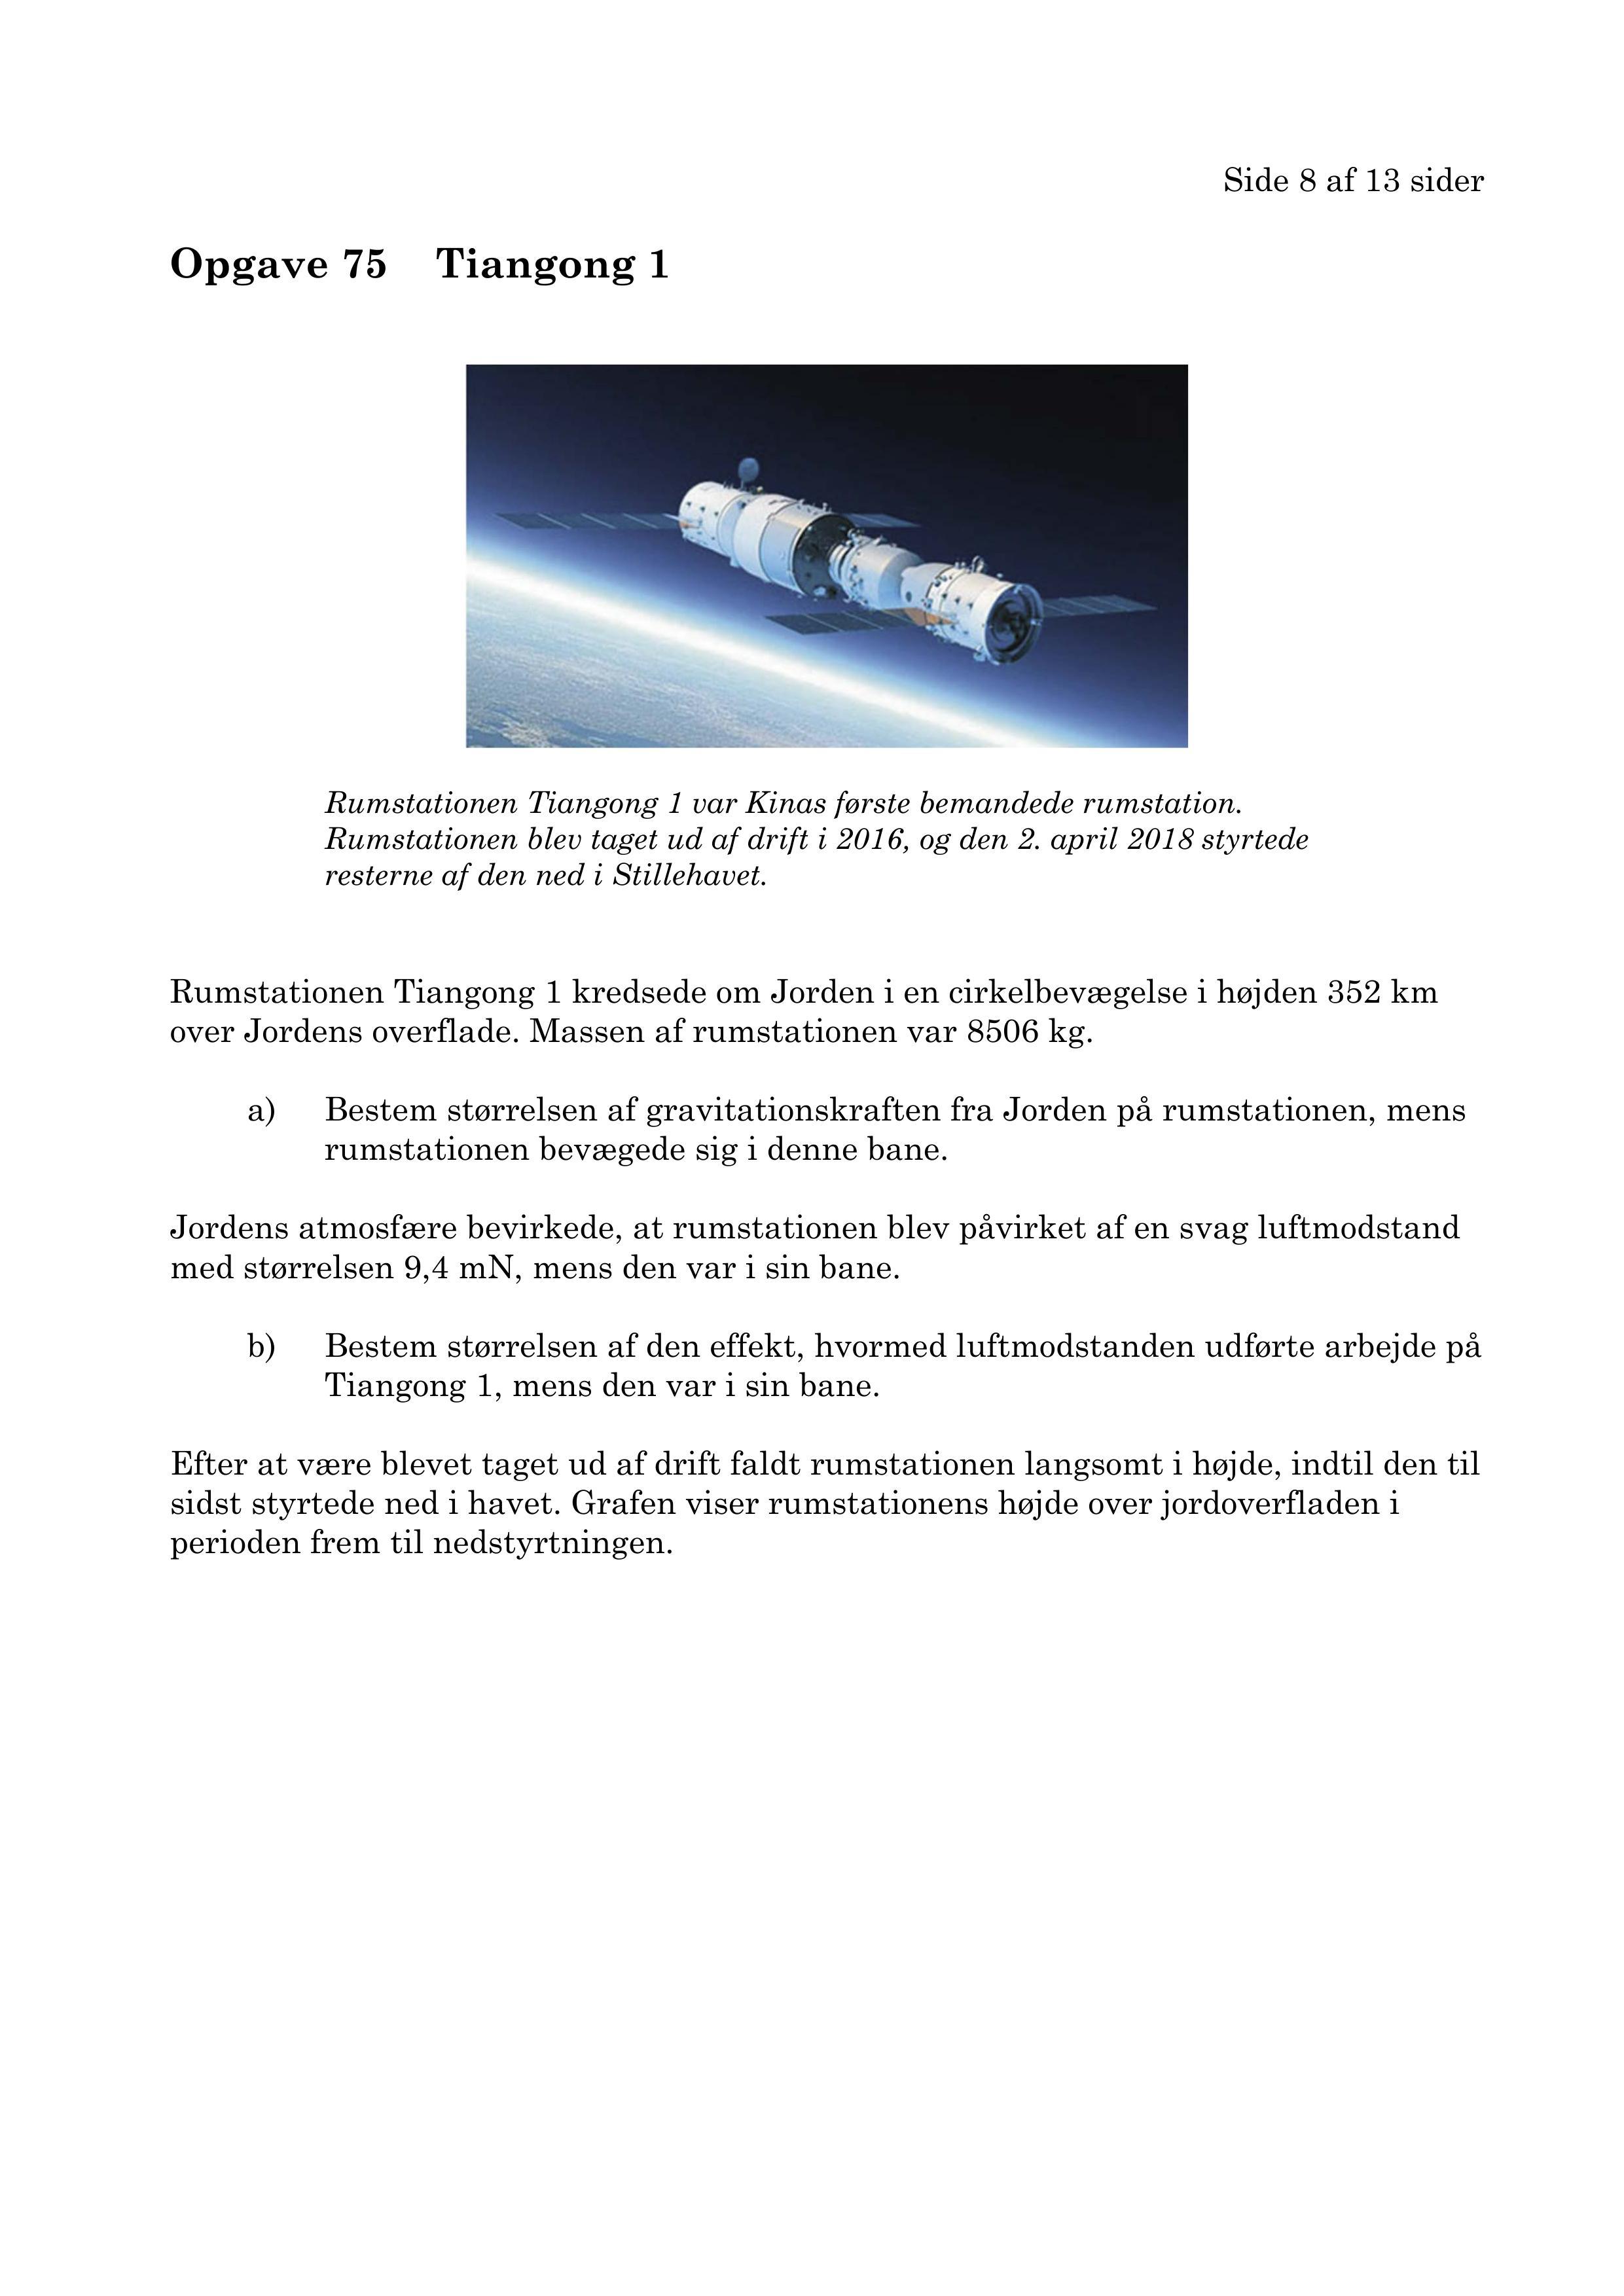 Side 8 af 13 sider
Opgave 75 Tiangong 1
Rumstationen Tiangong 1 var Kinas første bemandede rumstation.
Rumstationen blev taget ud af drift i 2016, og den 2. april 2018 styrtede
resterne af den ned i Stillehavet.
Rumstationen Tiangong 1 kredsede om Jorden i en cirkelbevægelse i højden 352 km
over Jordens overflade. Massen af rumstationen var 8506 kg.
a) Bestem størrelsen af gravitationskraften fra Jorden på rumstationen, mens
rumstationen bevægede sig i denne bane.
Jordens atmosfære bevirkede, at rumstationen blev påvirket af en svag luftmodstand
med størrelsen 9,4 mN, mens den var i sin bane.
b) Bestem størrelsen af den effekt, hvormed luftmodstanden udførte arbejde på
Tiangong 1, mens den var i sin bane.
Efter at være blevet taget ud af drift faldt rumstationen langsomt i højde, indtil den til
sidst styrtede ned i havet. Grafen viser rumstationens højde over jordoverfladen i
perioden frem til nedstyrtningen.